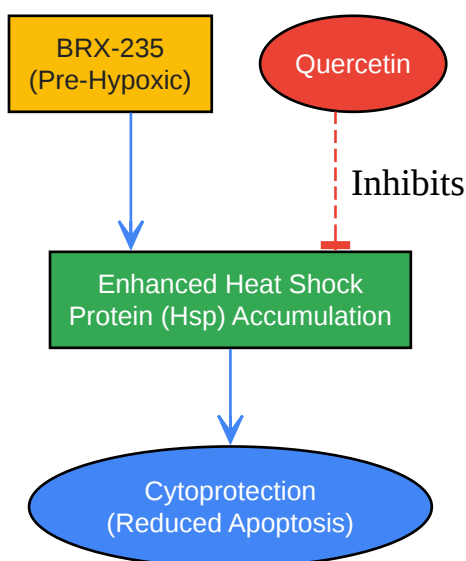 BRX-235
(Pre-Hypoxic)
Quercetin
Inhibits
Enhanced Heat Shock
Protein (Hsp) Accumulation
Cytoprotection
(Reduced Apoptosis)